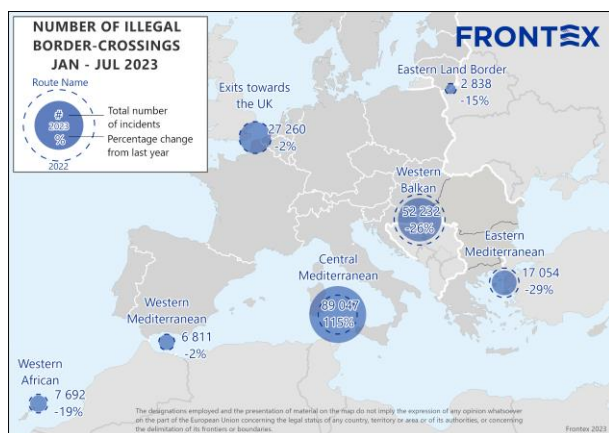 NUMBER OF ILLEGAL
BORDER-CROSSINGS
JAN - JUL 2023
Route Name
#
2023
%
2022
Total number
of incidents
Percentage change
from last year
FRONTEX
Eastern Land Border
2 838
-15%
Exits towards
the UK
27 260
-2%
Western
Balkan
52 232
-26%
Eastern
Mediterranean
17 054
-29%
Central
Mediterranean
89 047
115%
Western
Mediterranean
6 811
-2%
Western
African
7 692
-19%
The designations employed and the presentation of material on the map do not imply the expression of any opinion whatsoever
on the part of the European Union concerning the legal status of any country, territory or area or of its authorities, or concerning
the delimitation of its frontiers or boundaries.
Frontex 2023